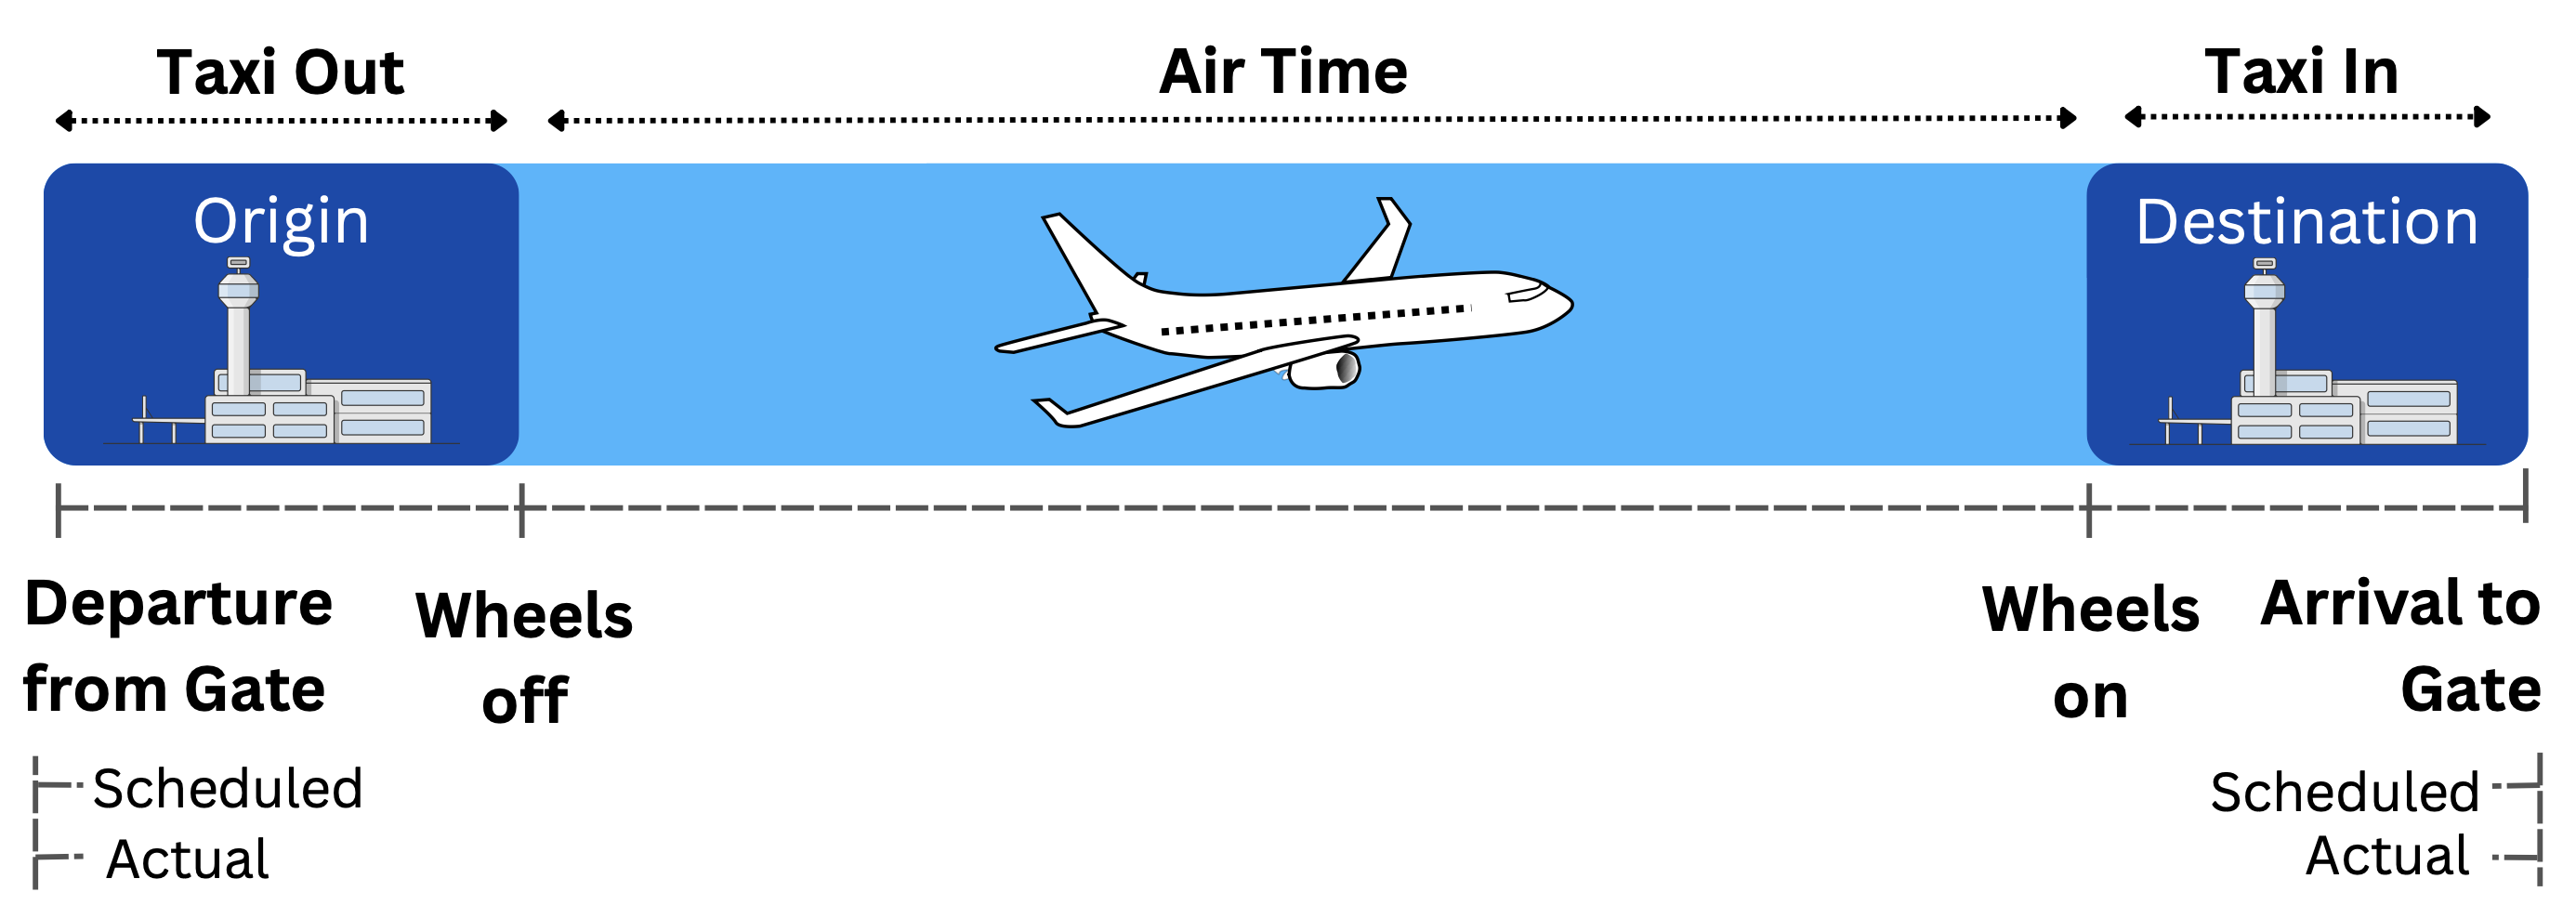 Taxi Out
Air Time
Taxi In
Origin
Destination
Departure
from Gate
Wheels
off
Wheels
on
Arrival to
Gate
Scheduled
Actual
Scheduled
Actual